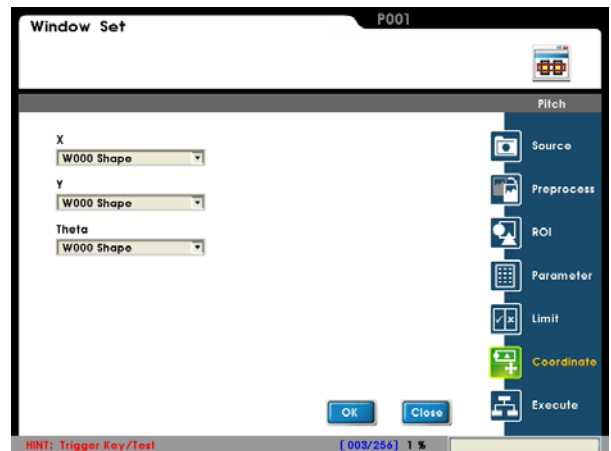 Window Set
P001
Pitch
X
W000 Shape
Y
W000 Shape
Theta
W000 Shape
Source
Preprocess
ROI
Parameter
Limit
Coordinate
Execute
OK
Close
HINT: Trigger Key/Test
[003/256] 1 %